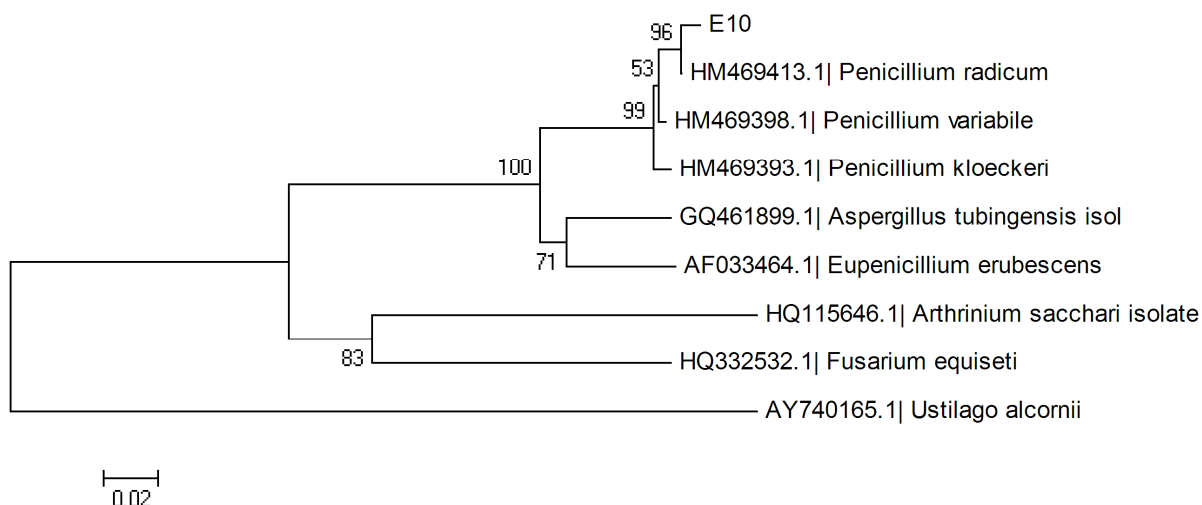 96
E10
53
HM469413.1| Penicillium radicum
99
HM469398.1| Penicillium variabile
100
HM469393.1| Penicillium kloeckeri
GQ461899.1| Aspergillus tubingensis isol
71
AF033464.1| Eupenicillium erubescens
HQ115646.1| Arthrinium sacchari isolate
83
HQ332532.1| Fusarium equiseti
AY740165.1| Ustilago alcornii
0.02